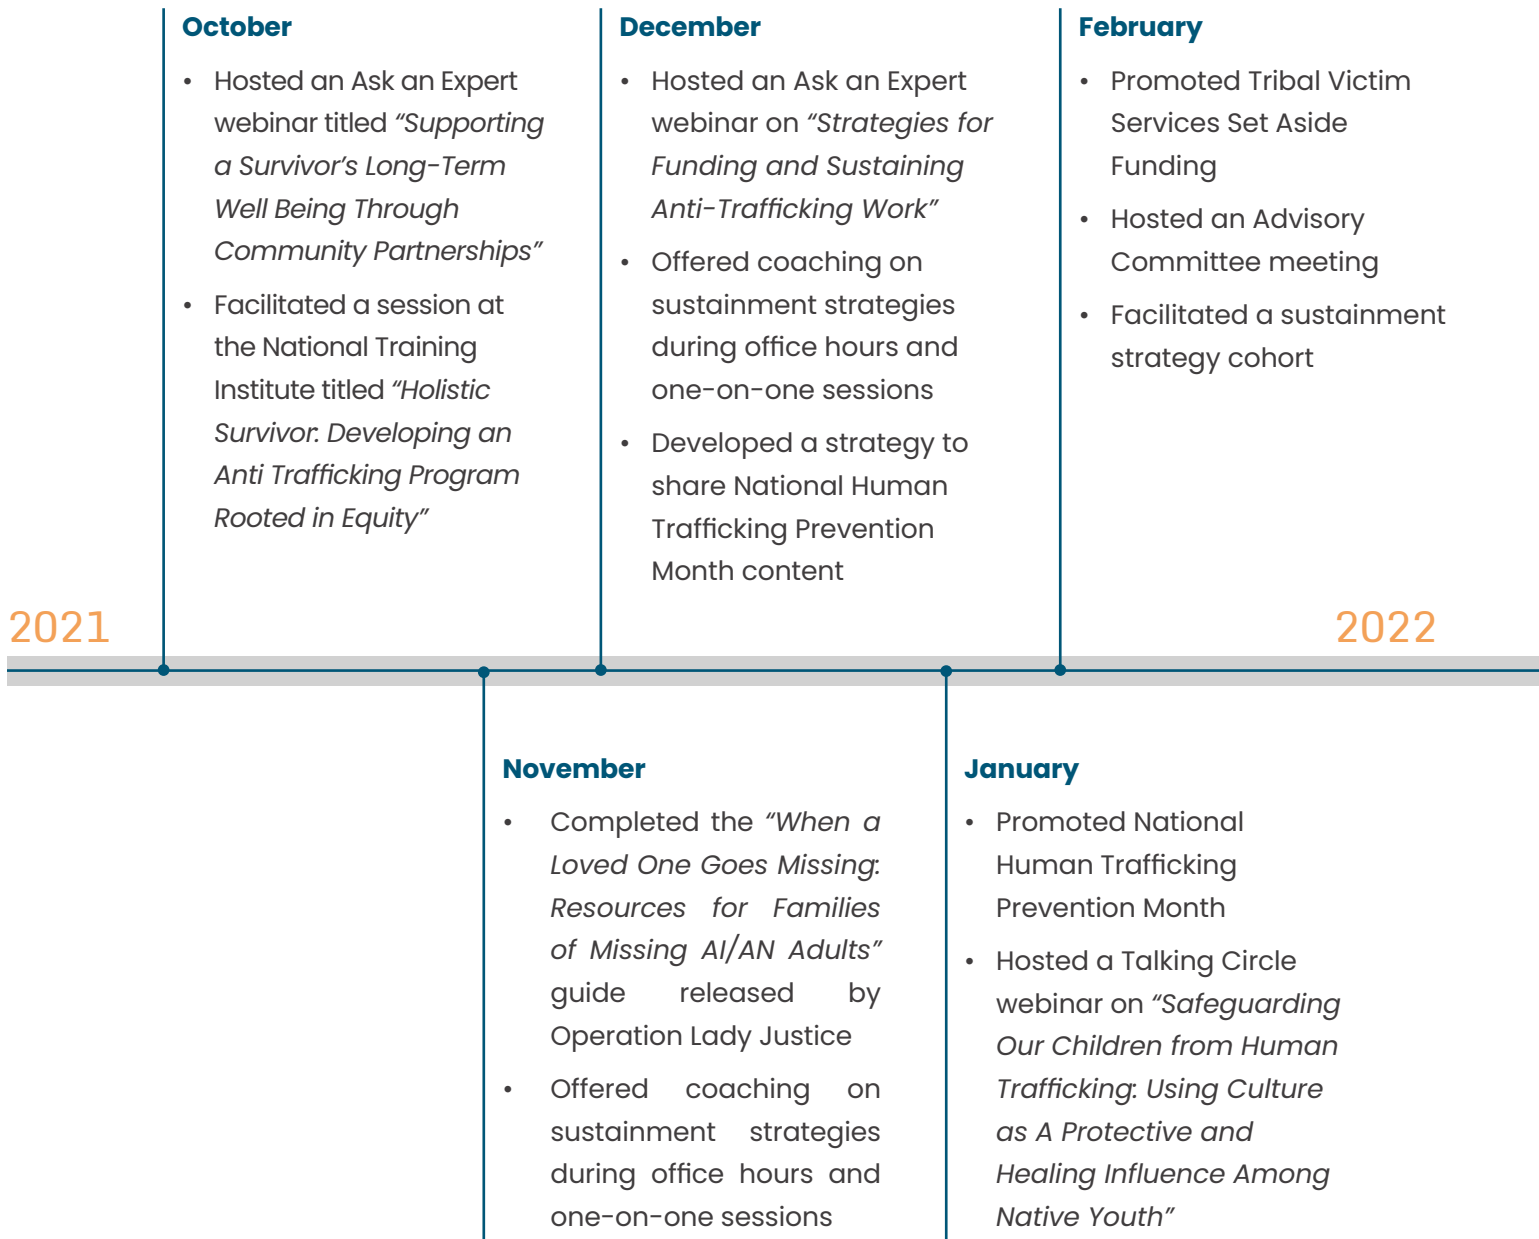 October
• Hosted an Ask an Expert
webinar titled “Supporting
a Survivor’s Long-Term
Well Being Through
Community Partnerships”
• Facilitated a session at
the National Training
Institute titled “Holistic
Survivor: Developing an
Anti Trafficking Program
Rooted in Equity”
December
• Hosted an Ask an Expert
webinar on “Strategies for
Funding and Sustaining
Anti-Trafficking Work”
• Offered coaching on
sustainment strategies
during office hours and
one-on-one sessions
• Developed a strategy to
share National Human
Trafficking Prevention
Month content
February
• Promoted Tribal Victim
Services Set Aside
Funding
• Hosted an Advisory
Committee meeting
• Facilitated a sustainment
strategy cohort
2021
2022
November
• Completed the “When a
Loved One Goes Missing:
Resources for Families
of Missing AI/AN Adults”
guide released by
Operation Lady Justice
• Offered coaching on
sustainment strategies
during office hours and
one-on-one sessions
January
• Promoted National
Human Trafficking
Prevention Month
• Hosted a Talking Circle
webinar on “Safeguarding
Our Children from Human
Trafficking: Using Culture
as A Protective and
Healing Influence Among
Native Youth”